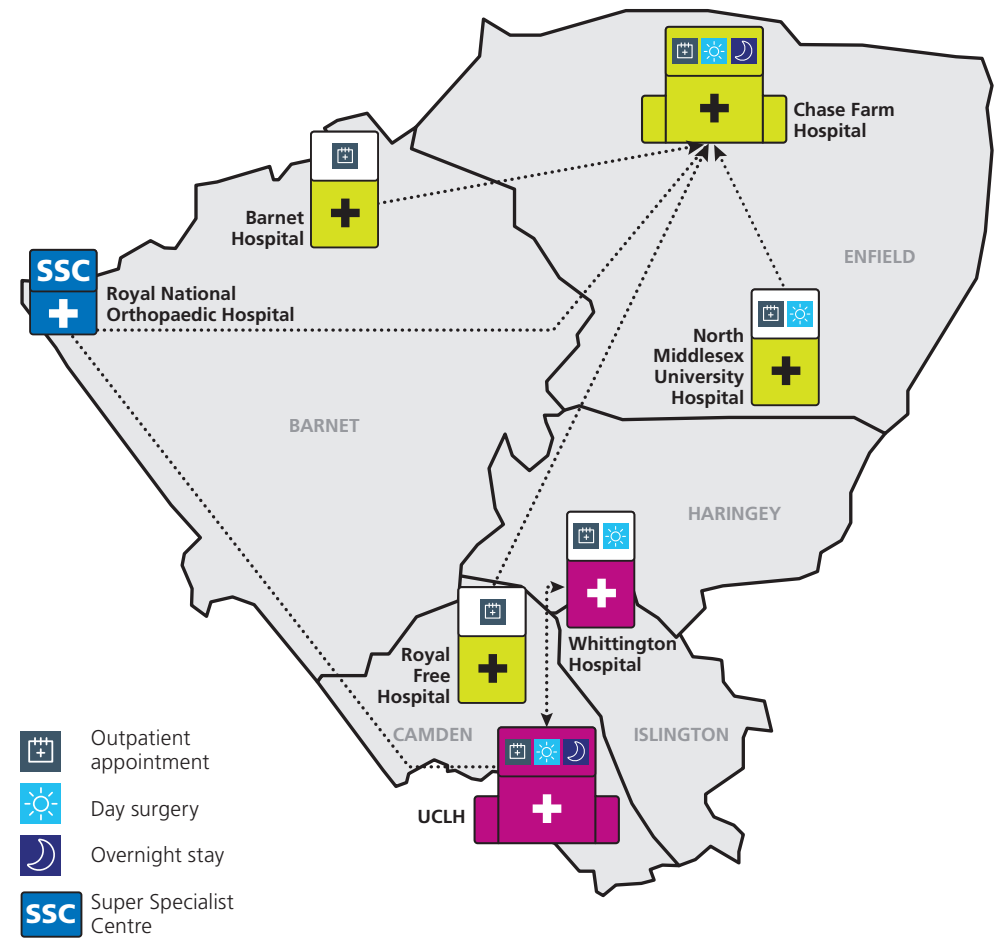 Chase Farm
Hospital
Barnet
Hospital
ENFIELD
SSC
Royal National
Orthopaedic Hospital
North
Middlesex
University
Hospital
BARNET
HARINGEY
Whittington
Hospital
Royal
Free
Hospital
CAMDEN
ISLINGTON
UCLH
Outpatient
appointment
Day surgery
Overnight stay
SSC
Super Specialist
Centre